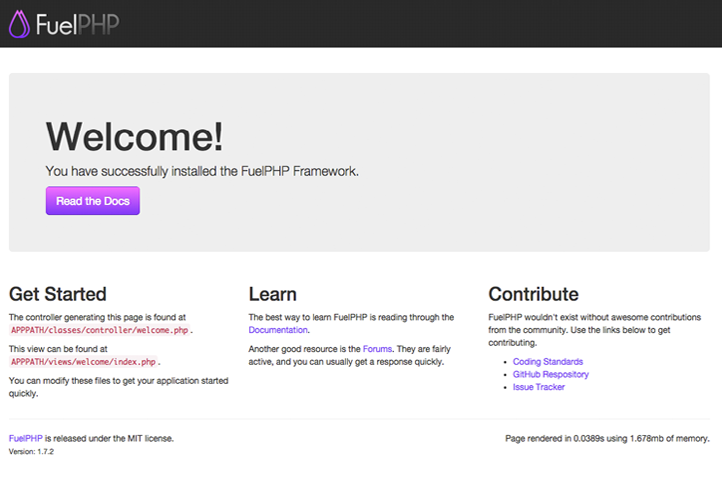 FuelPHP
Welcome!
You have successfully installed the FuelPHP Framework.
Read the Docs
Get Started
The controller generating this page is found at
APPPATH/classes/controller/welcome.php.
This view can be found at
APPPATH/views/welcome/index.php.
You can modify these files to get your application started
quickly.
Learn
The best way to learn FuelPHP is reading through the
Documentation.
Another good resource is the Forums. They are fairly
active, and you can usually get a response quickly.
Contribute
FuelPHP wouldn't exist without awesome contributions
from the community. Use the links below to get
contributing.
• Coding Standards
• GitHub Respository
• Issue Tracker
FuelPHP is released under the MIT license.
Version: 1.7.2
Page rendered in 0.0389s using 1.678mb of memory.